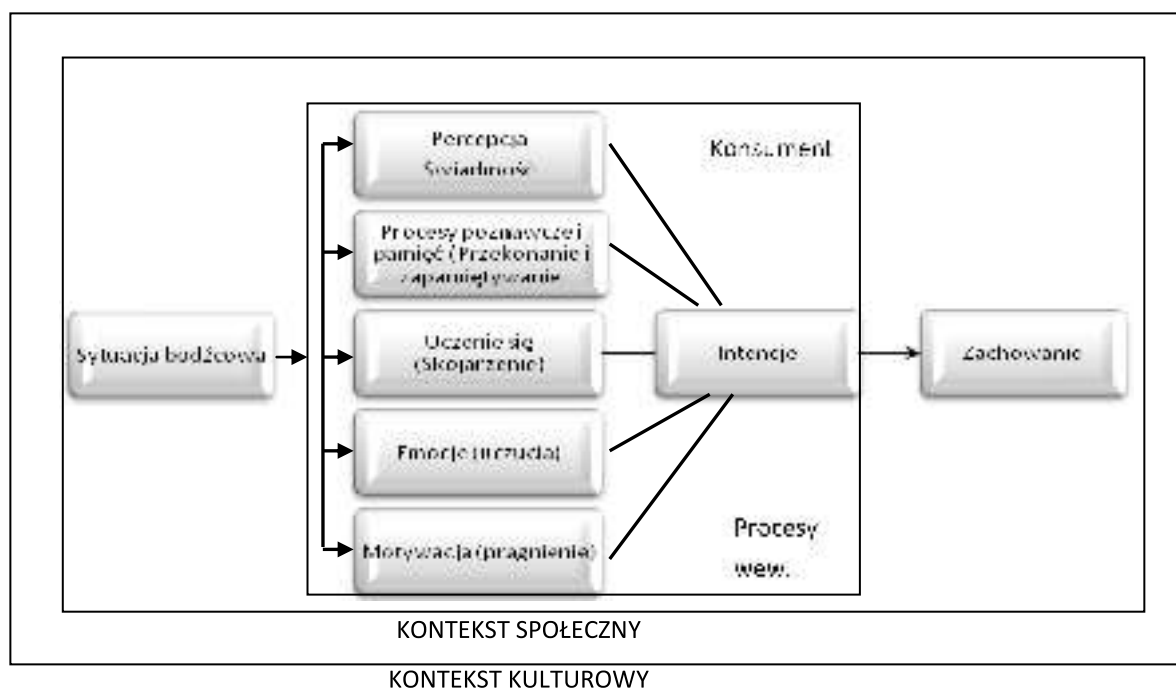 Percepcja
Świadomość
Konsument
Procesy poznawcze i
pamięć (Przekonanie i
zapamiętywanie
Sytuacja bodźcowa
Uczenie się
(Skojarzenie)
Intencje
Zachowanie
Emocje (uczucia)
Motywacja (pragnienie)
Procesy
wew.
KONTEKST SPOŁECZNY
KONTEKST KULTUROWY